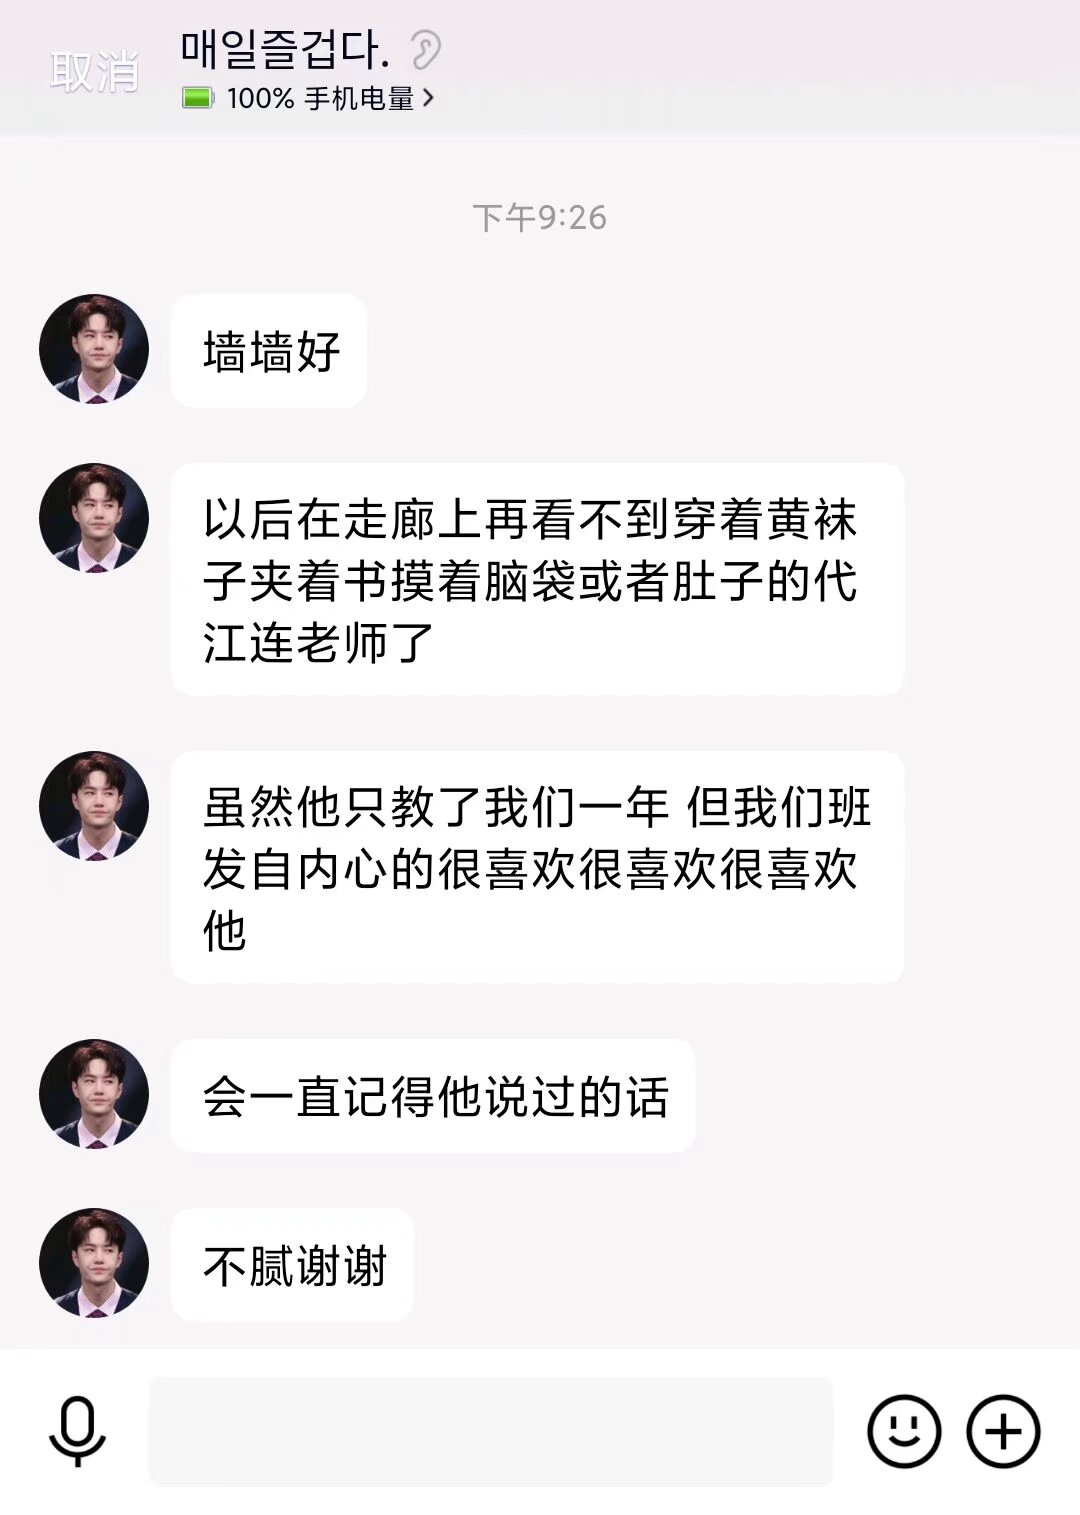 取消
매일즐겁다.
100% 手机电量
下午9:26
墙墙好
以后在走廊上再看不到穿着黄袜
子夹着书摸着脑袋或者肚子的代
江连老师了
虽然他只教了我们一年 但我们班
发自内心的很喜欢很喜欢很喜欢
他
会一直记得他说过的话
不腻谢谢